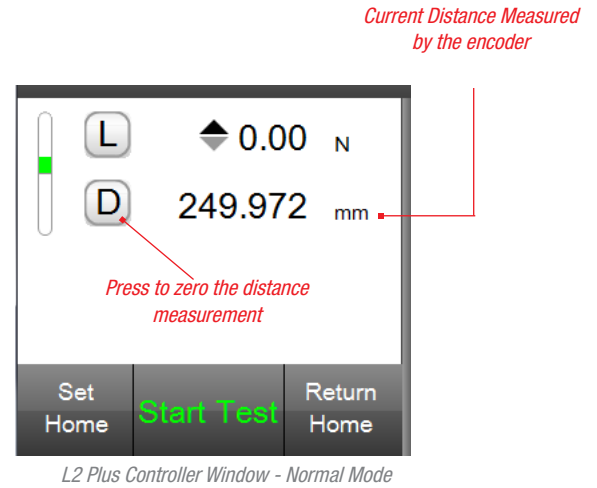 Current Distance Measured
by the encoder
L 0.00 N
D 249.972 mm
Press to zero the distance
measurement
Set
Home
Start Test
Return
Home
L2 Plus Controller Window - Normal Mode